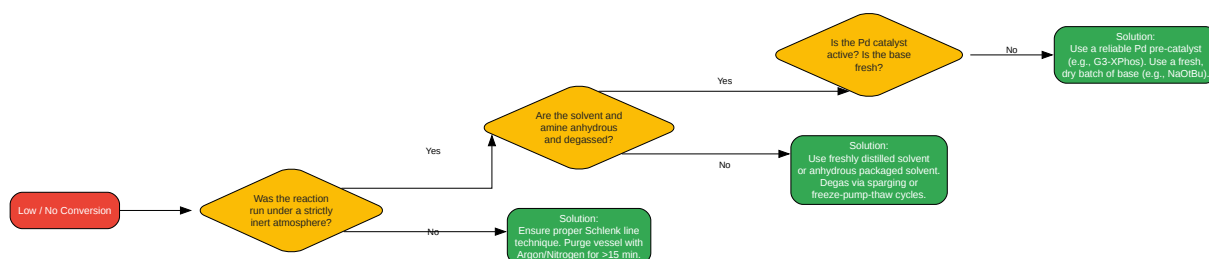 Low / No Conversion
Was the reaction
run under a strictly
inert atmosphere?
Yes
No
Solution:
Ensure proper Schlenk line
technique. Purge vessel with
Argon/Nitrogen for >15 min.
Are the solvent and
amine anhydrous
and degassed?
Yes
No
Solution:
Use freshly distilled solvent
or anhydrous packaged solvent.
Degas via sparging or
freeze-pump-thaw cycles.
Is the Pd catalyst
active? Is the base
fresh?
No
Solution:
Use a reliable Pd pre-catalyst
(e.g., G3-XPhos). Use a fresh,
dry batch of base (e.g., NaOtBu).